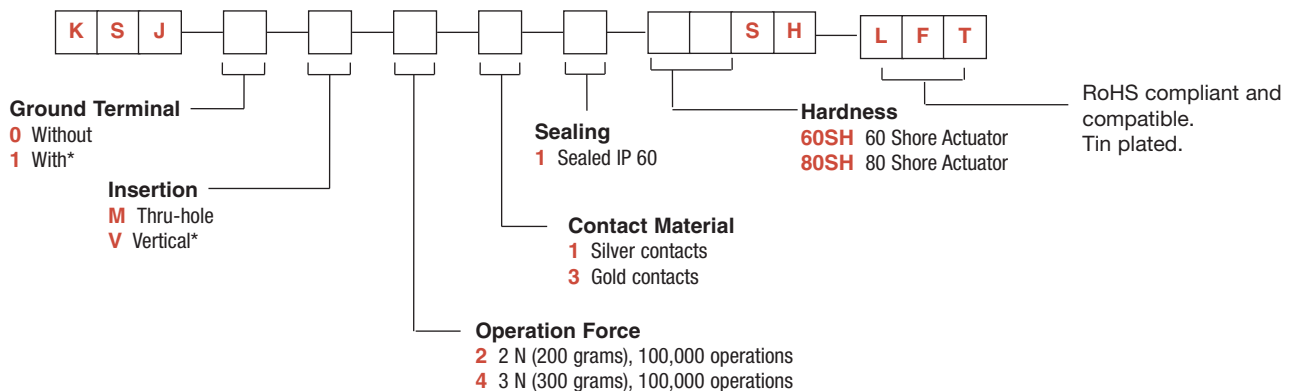 K S J S H L F T
Ground Terminal
0 Without
1 With*
Insertion
M Thru-hole
V Vertical*
Operation Force
2 2 N (200 grams), 100,000 operations
4 3 N (300 grams), 100,000 operations
Contact Material
1 Silver contacts
3 Gold contacts
Sealing
1 Sealed IP 60
Hardness
60SH 60 Shore Actuator
80SH 80 Shore Actuator
RoHS compliant and
compatible.
Tin plated.